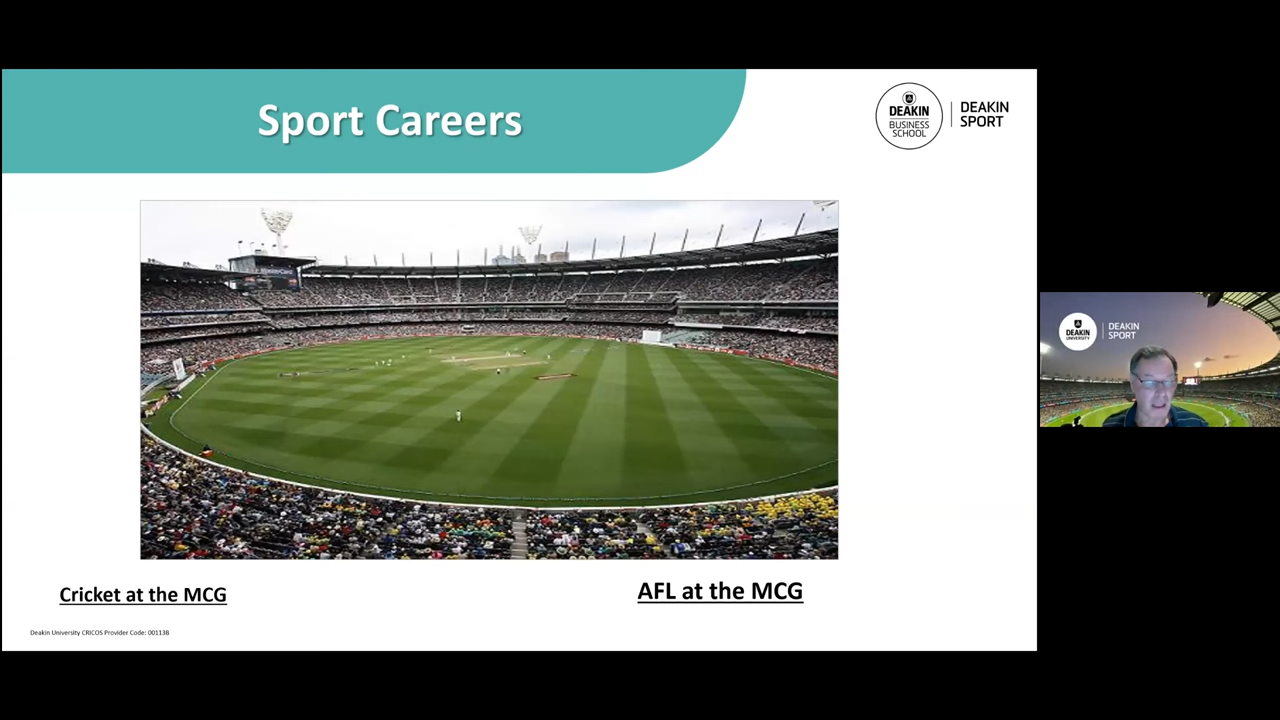 Sport Careers
DEAKIN
BUSINESS
SCHOOL
DEAKIN
SPORT
Cricket at the MCG
AFL at the MCG
Deakin University CRICOS Provider Code: 00113B
DEAKIN
UNIVERSITY
DEAKIN
SPORT